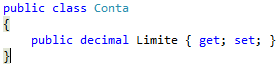 public class Conta
{
    public decimal Limite { get; set; }
}